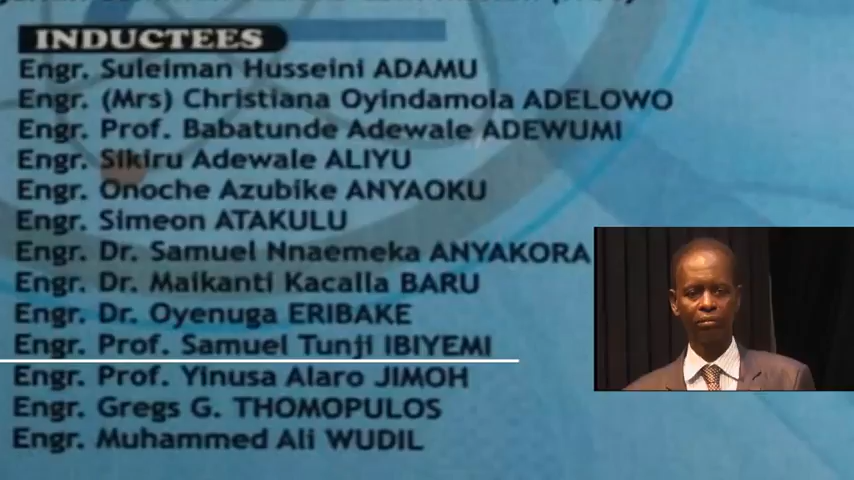 INDUCTEES
Engr. Suleiman Husseini ADAMU
Engr. (Mrs) Christiana Oyindamola ADELOWO
Engr. Prof. Babatunde Adewale ADEWUMI
Engr. Sikiru Adewale ALIYU
Engr. Onoche Azubike ANYAOKU
Engr. Simeon ATAKULU
Engr. Dr. Samuel Nnaemeka ANYAKORA
Engr. Dr. Maikanti Kacalla BARU
Engr. Dr. Oyenuga ERIBAKE
Engr. Prof. Samuel Tunji IBIYEMI
Engr. Prof. Yinusa Alaro JIMOH
Engr. Gregs G. THOMOPULOS
Engr. Muhammed Ali WUDIL